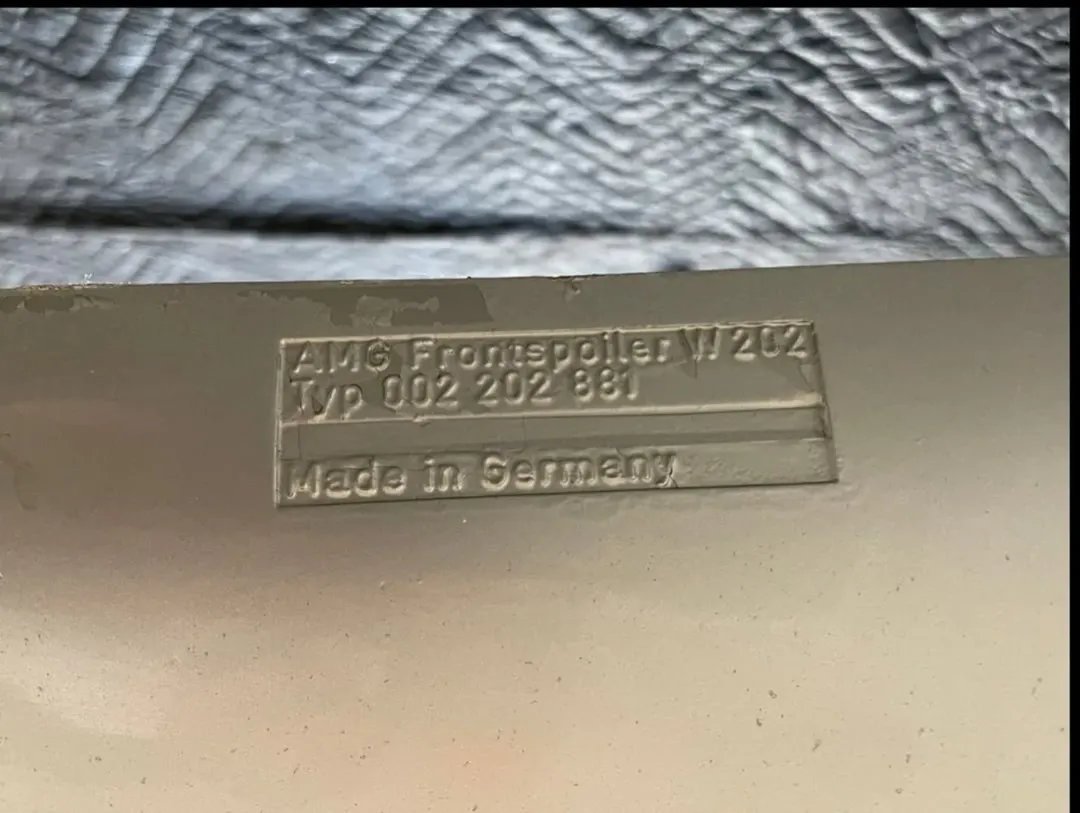 AMG Frontspoiler W 202
Typ 002 202 881
Made in Germany